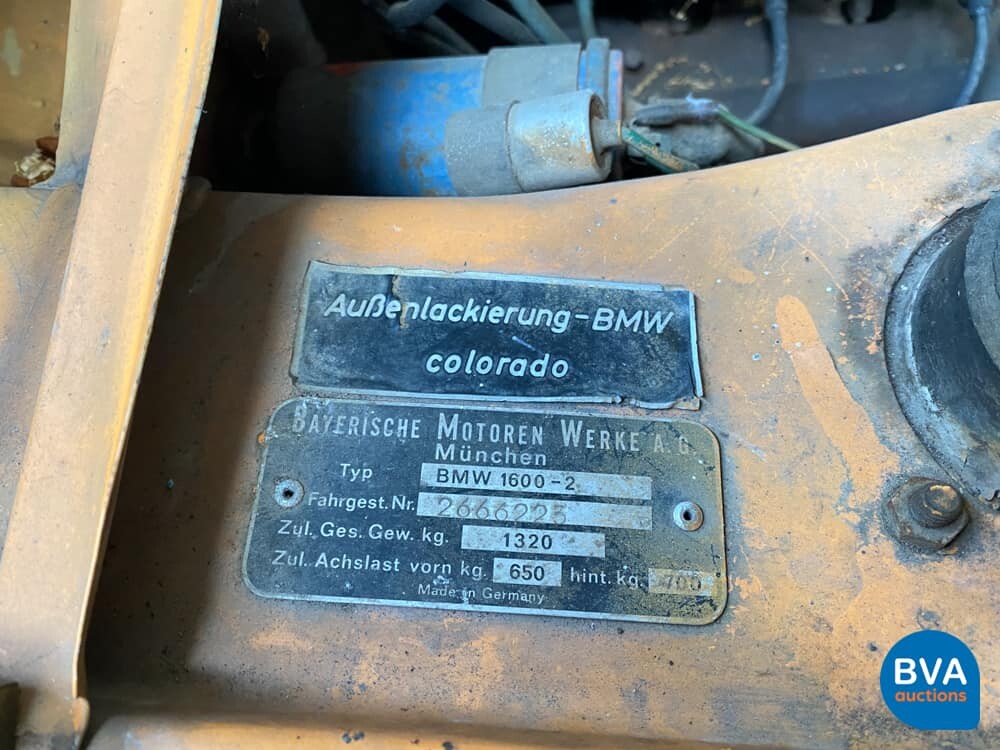 Außenlackierung-BMW
colorado
BAYERISCHE MOTOREN WERKE A.G.
München
Typ BMW 1600-2
Fahrgest. Nr. 2666223
Zul. Ges. Gew. kg. 1320
Zul. Achslast vorn kg. 650 hint. kg. 700
Made in Germany
BVA
auctions